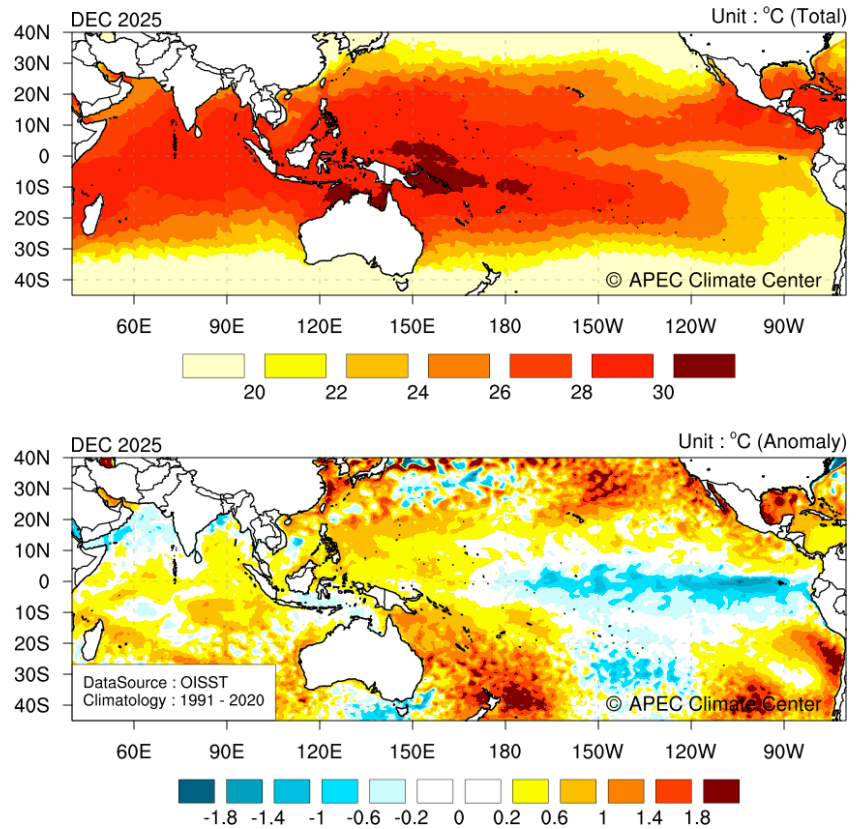 DEC 2025 Unit : °C (Total)
40N
30N
20N
10N
0
10S
20S
30S
40S
© APEC Climate Center
60E 90E 120E 150E 180 150W 120W 90W
20 22 24 26 28 30
DEC 2025 Unit : °C (Anomaly)
40N
30N
20N
10N
0
10S
20S
30S
40S
DataSource : OISST
Climatology : 1991 - 2020
© APEC Climate Center
60E 90E 120E 150E 180 150W 120W 90W
-1.8 -1.4 -1 -0.6 -0.2 0 0.2 0.6 1 1.4 1.8